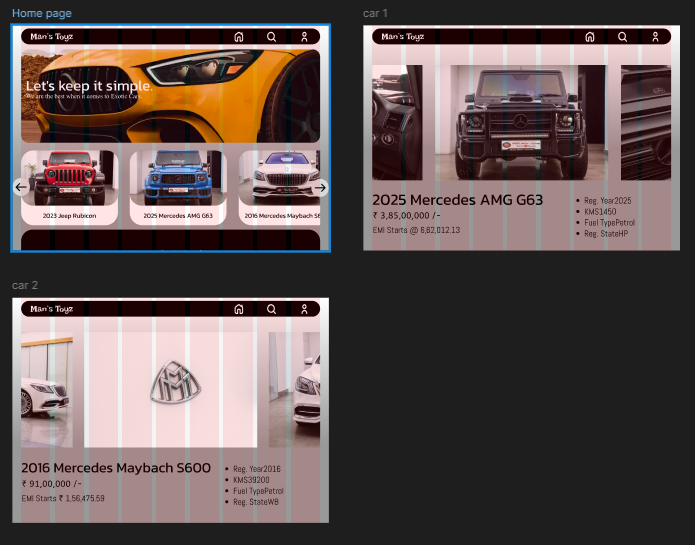 Home page
Man's Toyz
Let's keep it simple.
We are the best when it comes to Exotic Cars.
2023 Jeep Rubicon
2025 Mercedes AMG G63
2016 Mercedes Maybach S6
car 1
Man's Toyz
2025 Mercedes AMG G63
₹ 3,85,00,000 /-
EMI Starts @ 6,62,012.13
• Reg. Year2025
• KMS1450
• Fuel TypePetrol
• Reg. StateHP
car 2
Man's Toyz
2016 Mercedes Maybach S600
₹ 91,00,000 /-
EMI Starts ₹ 1,56,475.59
• Reg. Year2016
• KMS39200
• Fuel TypePetrol
• Reg. StateWB